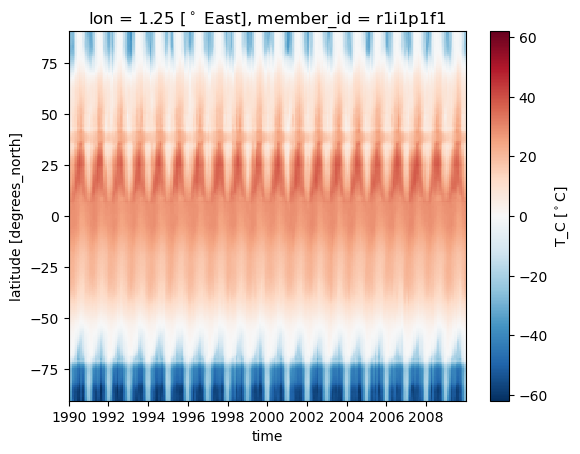 lon = 1.25 [° East], member_id = r1i1p1f1
75
50
25
0
−25
−50
−75
latitude [degrees_north]
1990 1992 1994 1996 1998 2000 2002 2004 2006 2008
time
60
40
20
0
−20
−40
−60
T_C [°C]